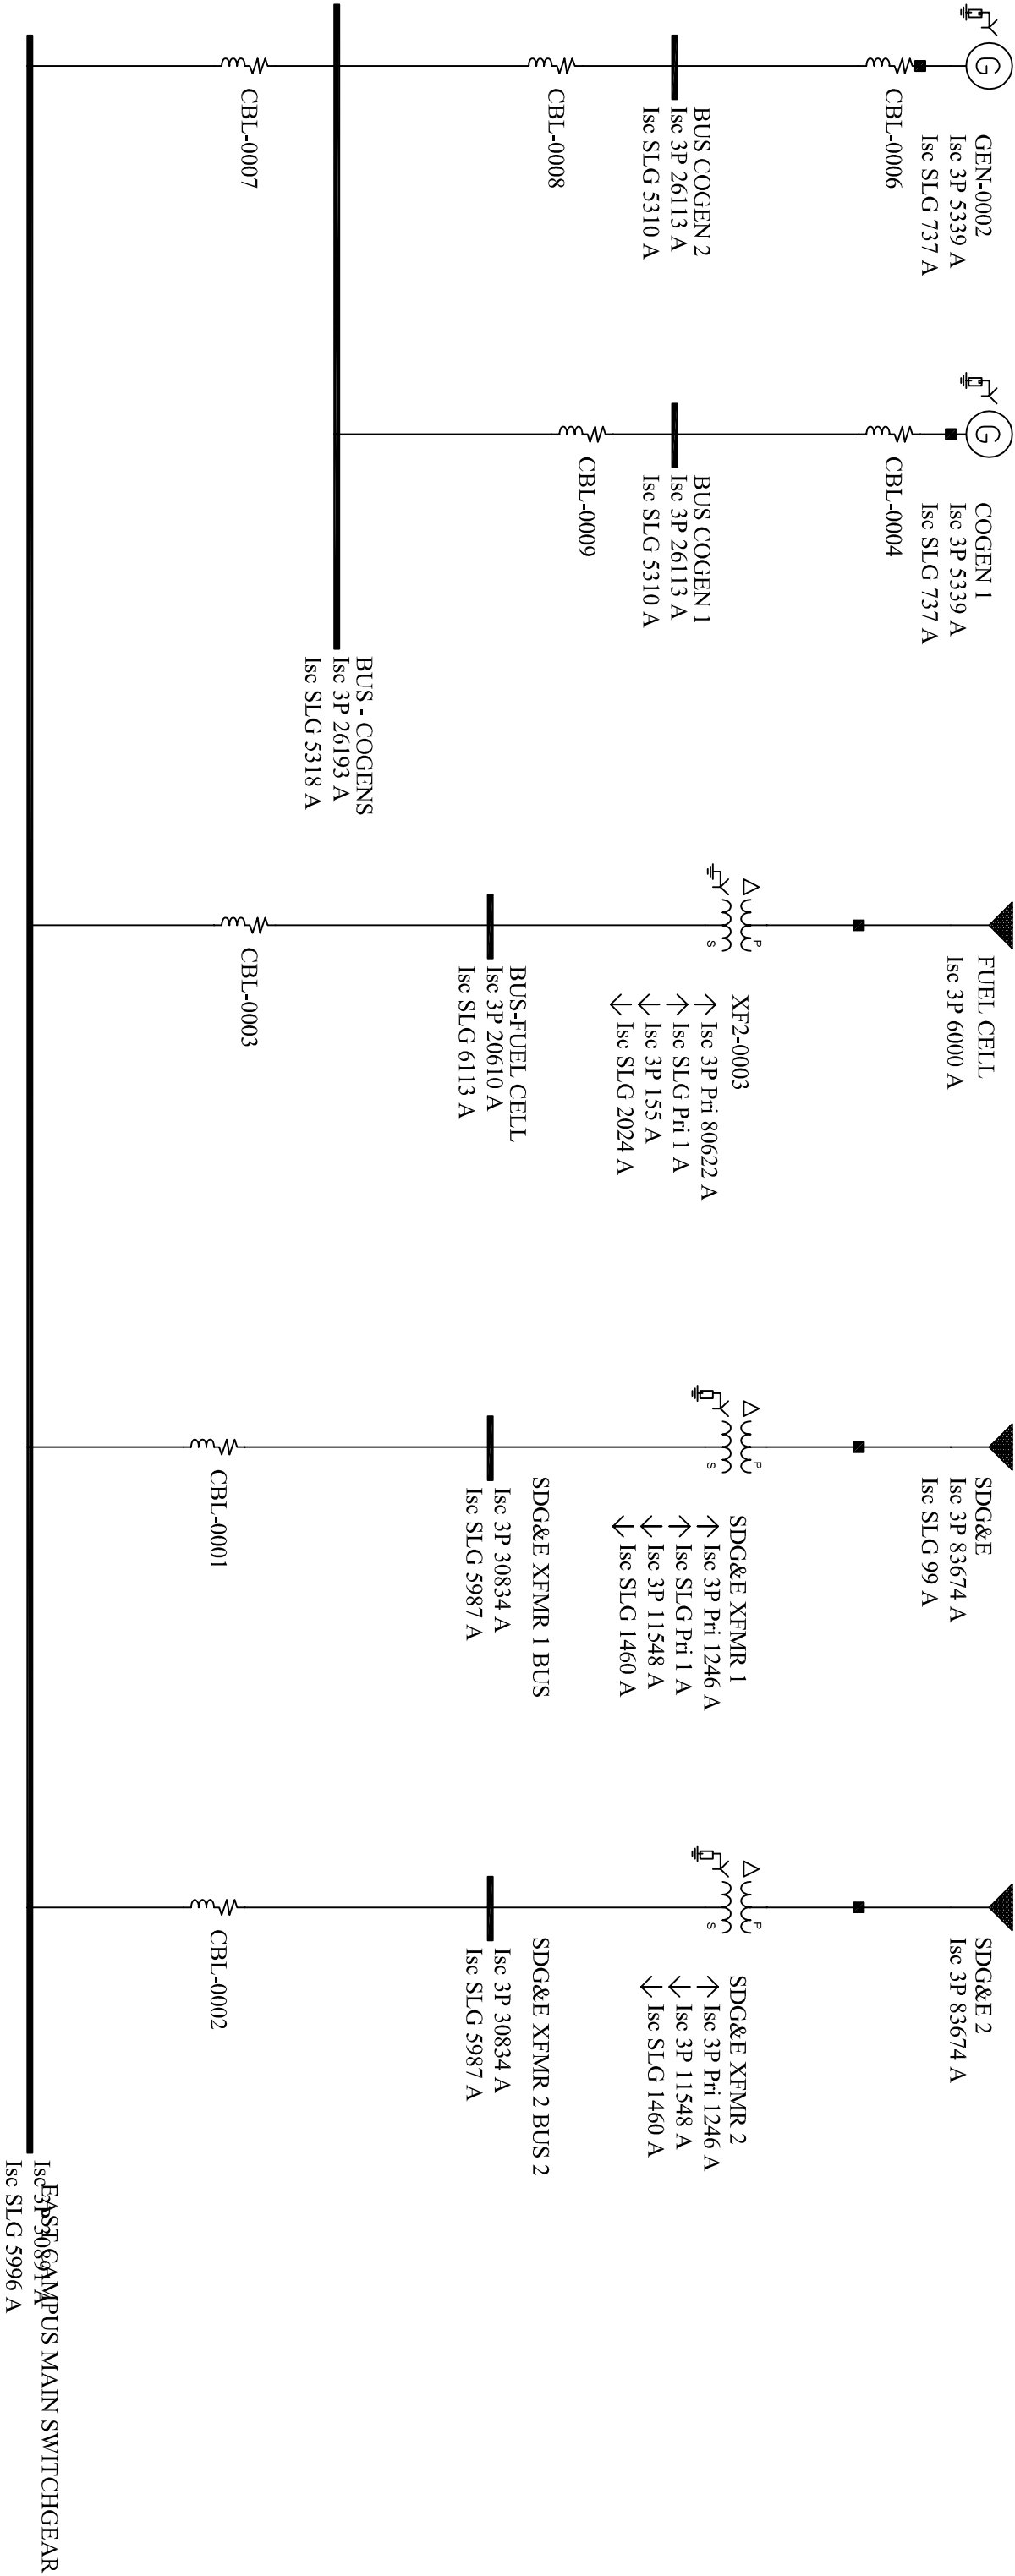 GEN-0002
Isc 3P 5339 A
Isc SLG 737 A
G
CBL-0006
BUS COGEN 2
Isc 3P 26113 A
Isc SLG 5310 A
CBL-0008
CBL-0007
COGEN 1
Isc 3P 5339 A
Isc SLG 737 A
G
CBL-0004
BUS COGEN 1
Isc 3P 26113 A
Isc SLG 5310 A
CBL-0009
BUS - COGENS
Isc 3P 26193 A
Isc SLG 5318 A
FUEL CELL
Isc 3P 6000 A
P
S
XF2-0003
Isc 3P Pri 80622 A
Isc SLG Pri 1 A
Isc 3P 155 A
Isc SLG 2024 A
BUS-FUEL CELL
Isc 3P 20610 A
Isc SLG 6113 A
CBL-0003
SDG&E
Isc 3P 83674 A
Isc SLG 99 A
P
S
SDG&E XFMR 1
Isc 3P Pri 1246 A
Isc SLG Pri 1 A
Isc 3P 11548 A
Isc SLG 1460 A
SDG&E XFMR 1 BUS
Isc 3P 30834 A
Isc SLG 5987 A
CBL-0001
SDG&E 2
Isc 3P 83674 A
P
S
SDG&E XFMR 2
Isc 3P Pri 1246 A
Isc 3P 11548 A
Isc SLG 1460 A
SDG&E XFMR 2 BUS 2
Isc 3P 30834 A
Isc SLG 5987 A
CBL-0002
EAST CAMPUS MAIN SWITCHGEAR
Isc 3P 30891 A
Isc SLG 5996 A